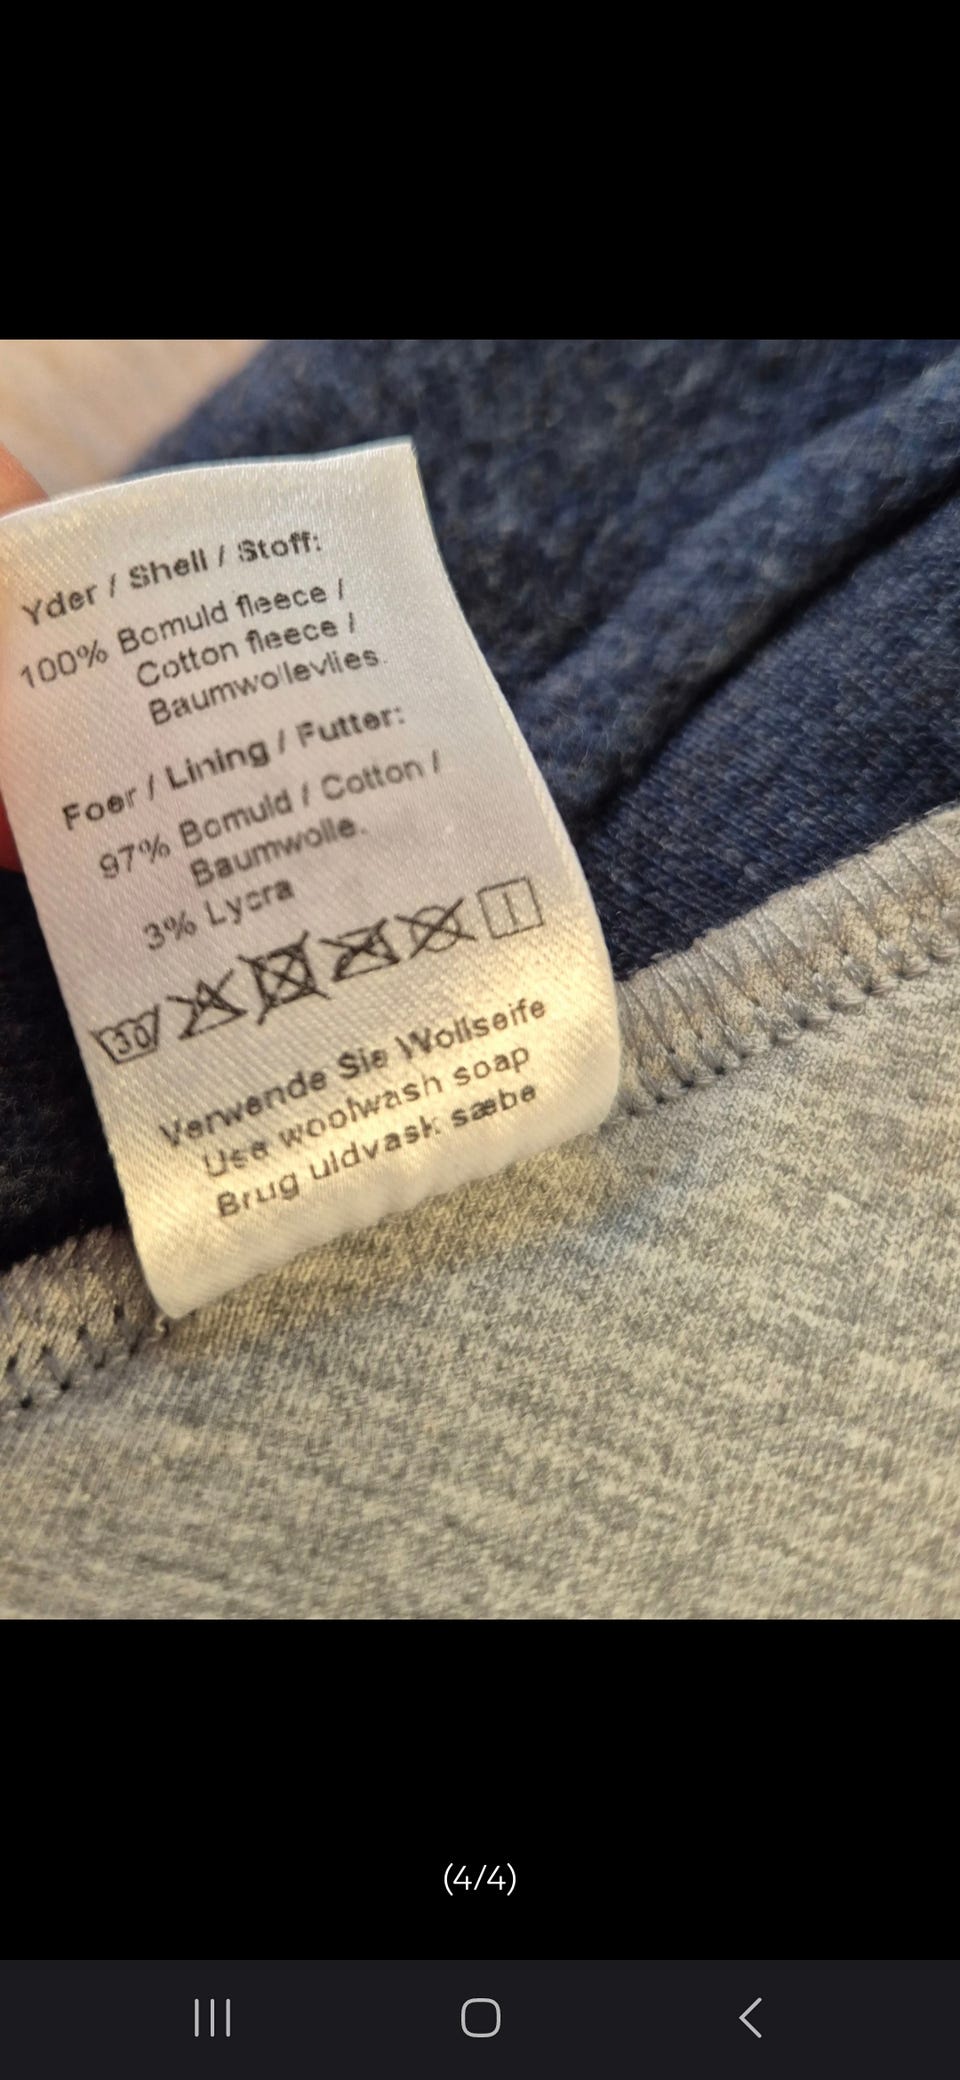 Yder / Shell / Stoff:
100% Bomuld fleece /
Cotton fleece /
Baumwollevlies.
Foer / Lining / Futter:
97% Bomuld / Cotton /
Baumwolle.
3% Lycra
30
Verwende Sie Wollseife
Use woolwash soap
Brug uldvask sæbe
(4/4)